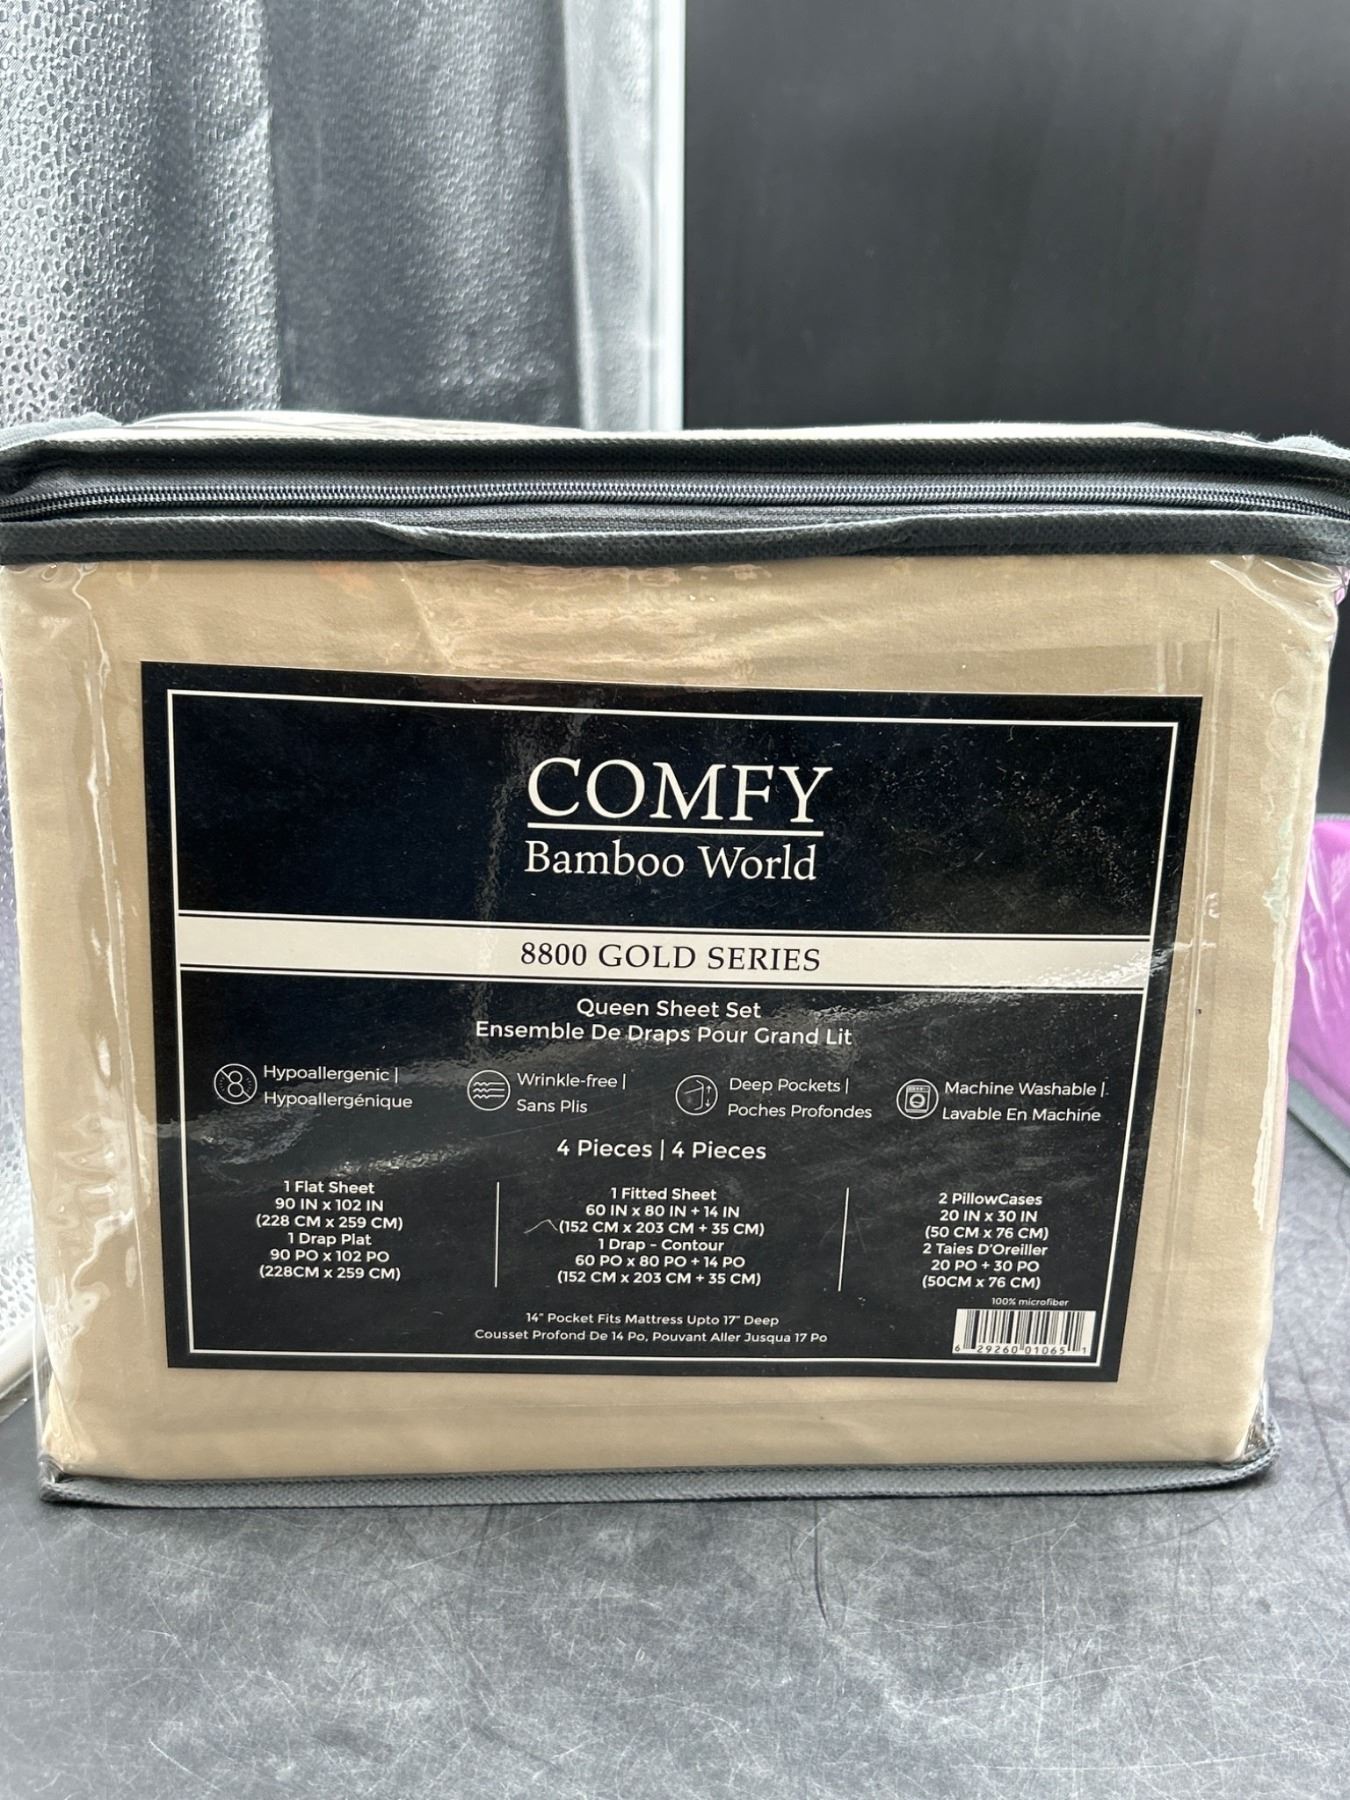 COMFY
Bamboo World
8800 GOLD SERIES
Queen Sheet Set
Ensemble De Draps Pour Grand Lit
Hypoallergenic |
Hypoallergénique
Wrinkle-free |
Sans Plis
Deep Pockets |
Poches Profondes
Machine Washable |
Lavable En Machine
4 Pieces | 4 Pieces
1 Flat Sheet
90 IN x 102 IN
(228 CM x 259 CM)
1 Drap Plat
90 PO x 102 PO
(228CM x 259 CM)
1 Fitted Sheet
60 IN x 80 IN + 14 IN
(152 CM x 203 CM + 35 CM)
1 Drap - Contour
60 PO x 80 PO + 14 PO
(152 CM x 203 CM + 35 CM)
2 PillowCases
20 IN x 30 IN
(50 CM x 76 CM)
2 Taies D'Oreiller
20 PO + 30 PO
(50CM x 76 CM)
100% microfiber
14" Pocket Fits Mattress Upto 17" Deep
Cousset Profond De 14 Po, Pouvant Aller Jusqua 17 Po
6 29260 01065 1